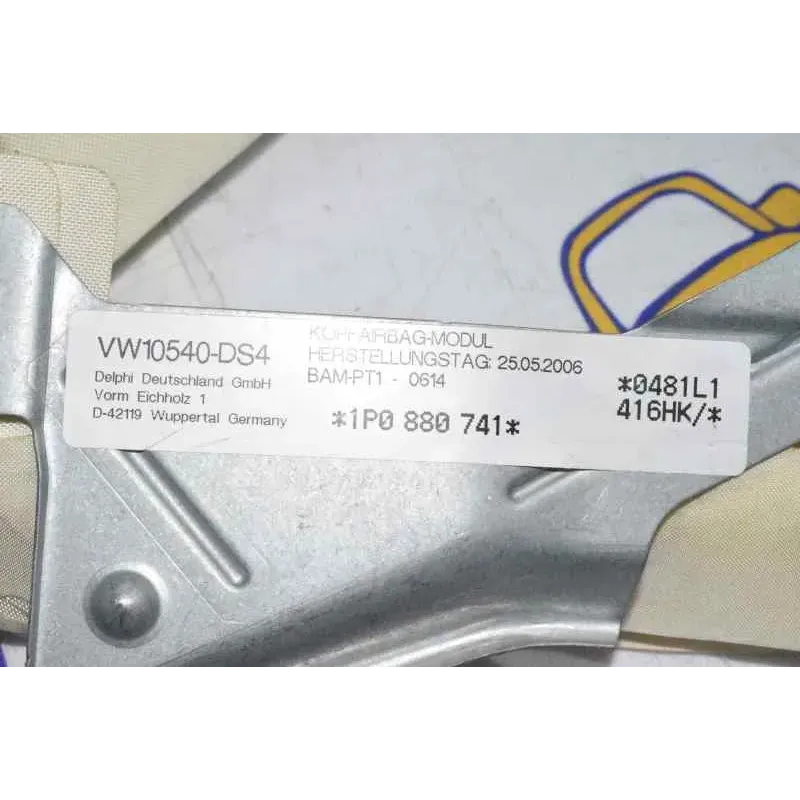 VW10540-DS4
Delphi Deutschland GmbH
Vorm Eichholz 1
D-42119 Wuppertal Germany
KOPFAIRBAG-MODUL
HERSTELLUNGSTAG: 25.05.2006
BAM-PT1 - 0614
*1P0 880 741*
*0481L1
416HK/*